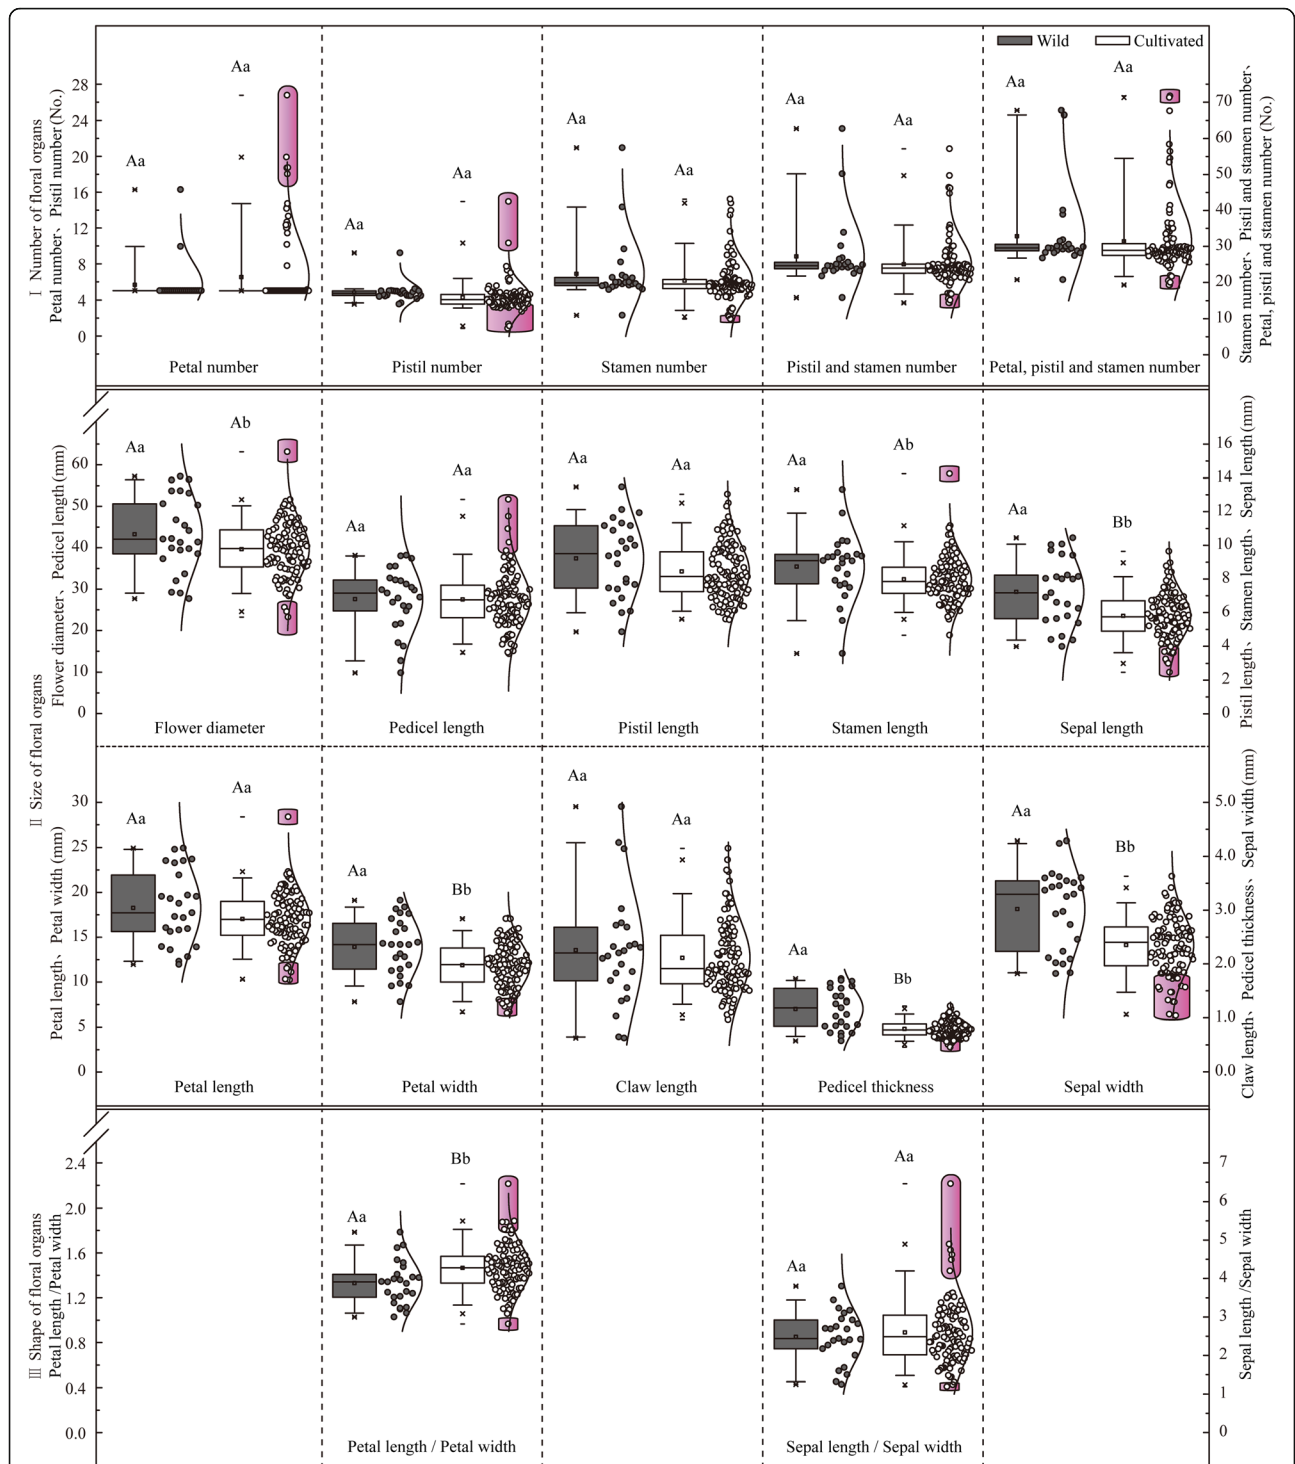 Wild Cultivated
Ⅰ Number of floral organs
Petal number、Pistil number (No.)
28
24
20
16
12
8
4
0
Aa Aa
Petal number
Aa Aa
Pistil number
Aa Aa
Stamen number
Aa Aa
Pistil and stamen number
Aa Aa
Petal, pistil and stamen number
70
60
50
40
30
20
10
0
Stamen number、Pistil and stamen number、
Petal, pistil and stamen number (No.)
Ⅱ Size of floral organs
Flower diameter、Pedicel length (mm)
60
50
40
30
20
10
0
Aa Ab
Flower diameter
Aa Aa
Pedicel length
Aa Aa
Pistil length
Aa Ab
Stamen length
Aa Bb
Sepal length
16
14
12
10
8
6
4
2
0
Pistil length、Stamen length、Sepal length (mm)
Petal length、Petal width (mm)
30
25
20
15
10
5
0
Aa Aa
Petal length
Aa Bb
Petal width
Aa Aa
Claw length
Aa Bb
Pedicel thickness
Aa Bb
Sepal width
5.0
4.0
3.0
2.0
1.0
0.0
Claw length、Pedicel thickness、Sepal width (mm)
Ⅲ Shape of floral organs
Petal length /Petal width
2.4
2.0
1.6
1.2
0.8
0.4
0.0
Aa Bb
Petal length / Petal width
Aa Aa
Sepal length / Sepal width
7
6
5
4
3
2
1
0
Sepal length /Sepal width